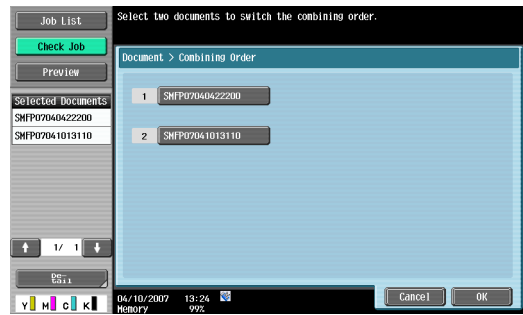 Job List
Select two documents to switch the combining order.
Check Job
Document > Combining Order
Preview
1 SMFP07040422200
Selected Documents
SMFP07040422200
SMFP07041013110
2 SMFP07041013110
1/ 1
De-
tail
Y M C K
04/10/2007 13:24
Memory 99%
Cancel OK